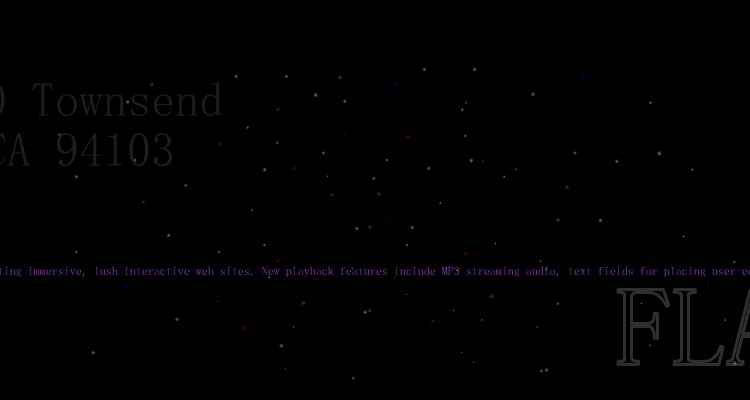 Townsend
CA 94103
ting immersive, lush interactive web sites. New playback features include MP3 streaming audio, text fields for placing user-e
FLA